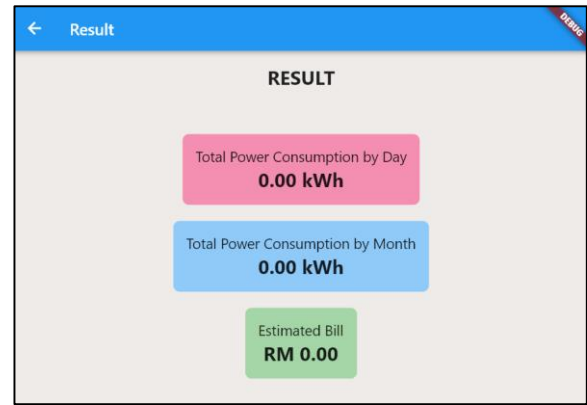 Result
DEBUG
RESULT
Total Power Consumption by Day
0.00 kWh
Total Power Consumption by Month
0.00 kWh
Estimated Bill
RM 0.00